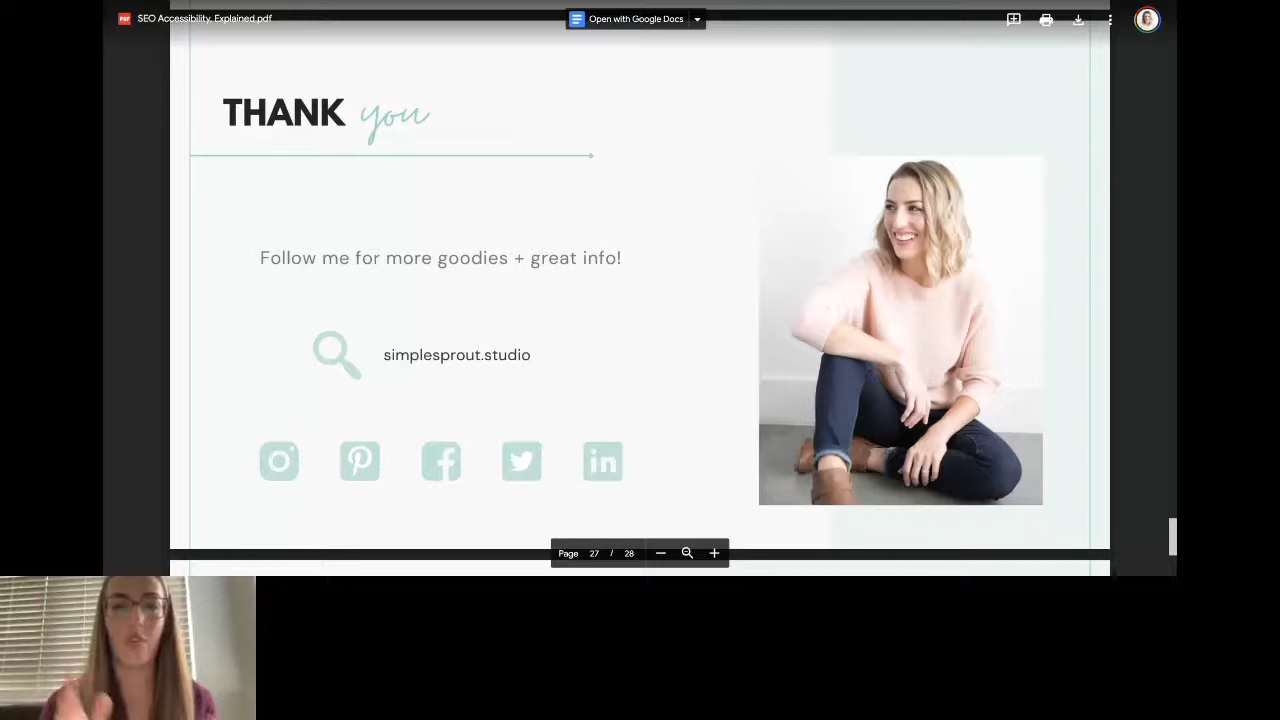 SEO Accessibility. Explained.pdf
Open with Google Docs
THANK you
Follow me for more goodies + great info!
simplesprout.studio
Page 27 / 28